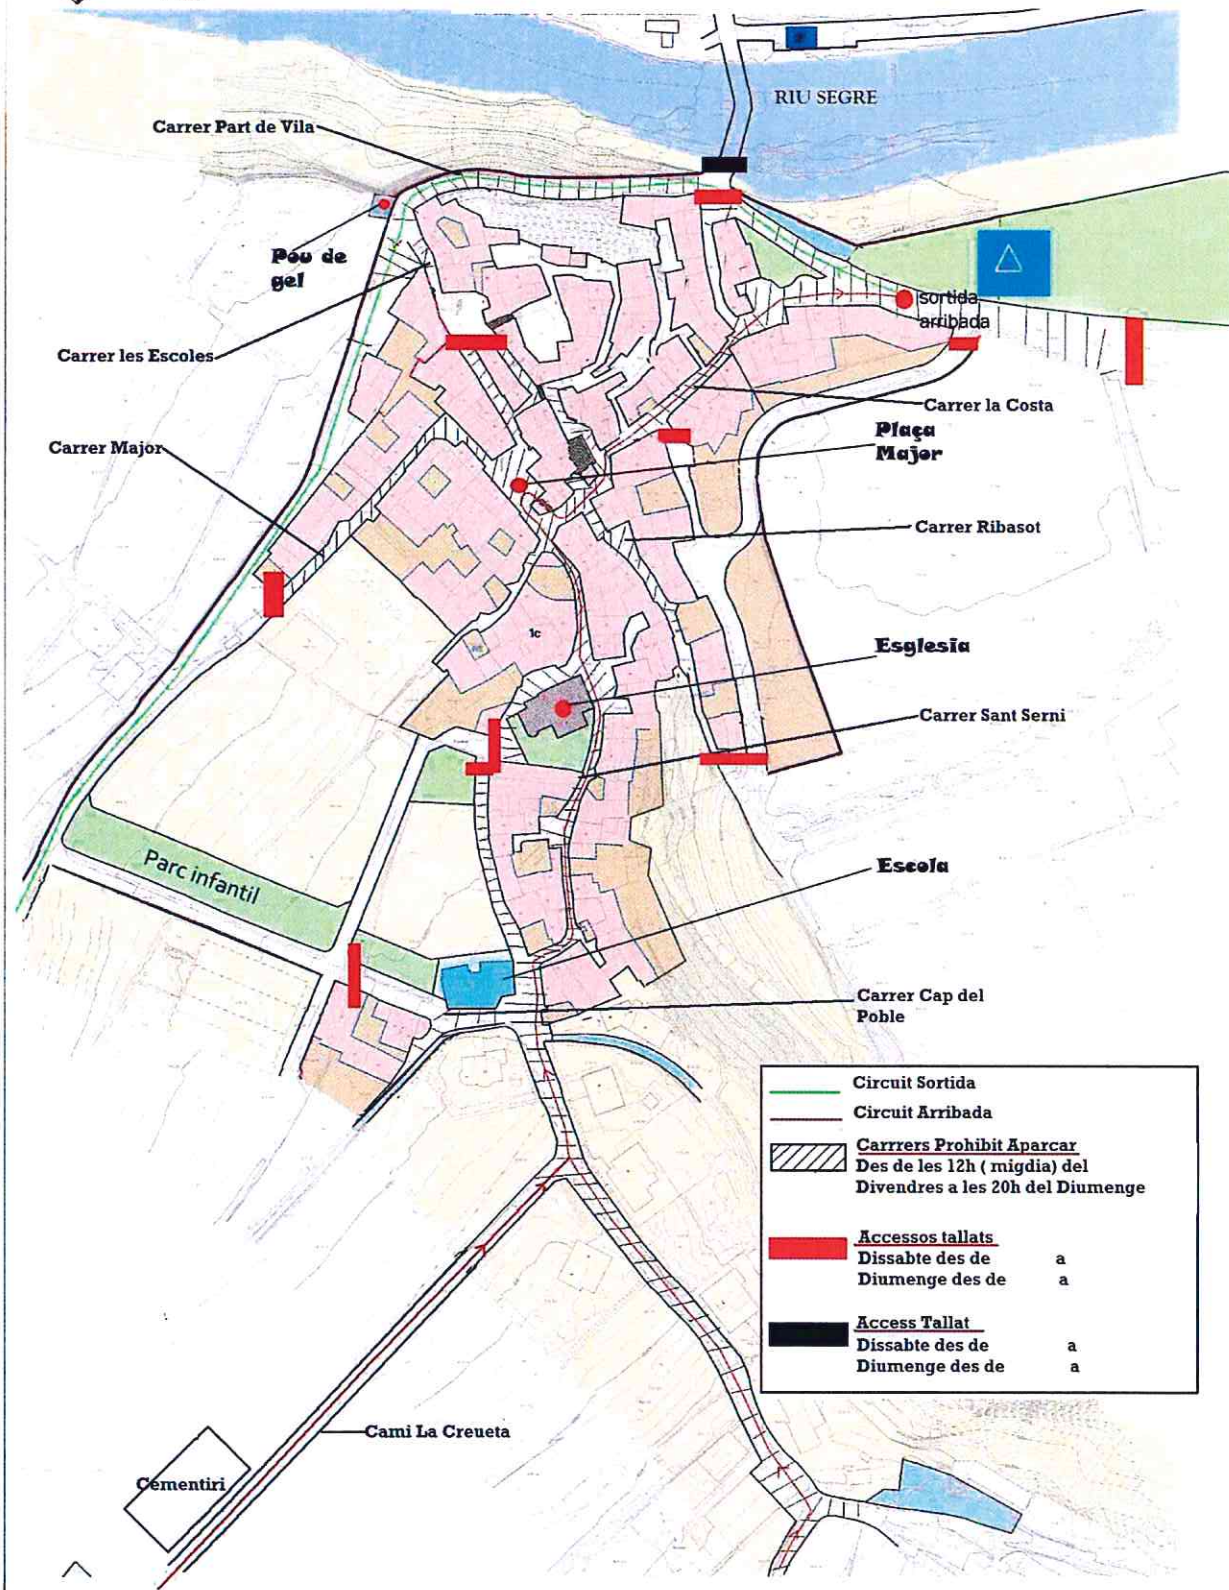 RIU SEGRE
Carrer Part de Vila
Pou de
gel
sortida
arribada
Carrer les Escoles
Carrer la Costa
Plaça
Major
Carrer Major
Carrer Ribasot
1c
Esglesia
Carrer Sant Serni
Parc infantil
Escola
Carrer Cap del
Poble
Circuit Sortida
Circuit Arribada
Carrrers Prohibit Aparcar
Des de les 12h ( migdia) del
Divendres a les 20h del Diumenge
Accessos tallats
Dissabte des de a
Diumenge des de a
Access Tallat
Dissabte des de a
Diumenge des de a
Cami La Creueta
Cementiri